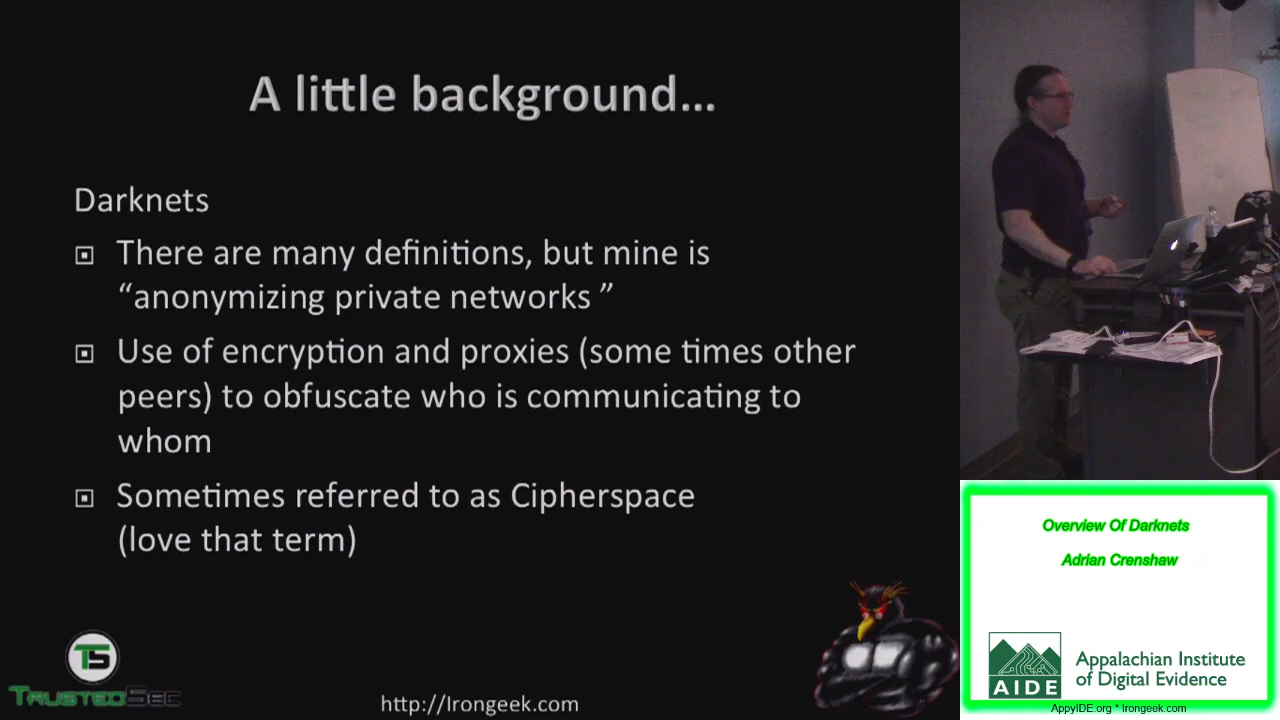 A little background...
Darknets
There are many definitions, but mine is
“anonymizing private networks ”
Use of encryption and proxies (some times other
peers) to obfuscate who is communicating to
whom
Sometimes referred to as Cipherspace
(love that term)
TS
TRUSTEDSEC
http://Irongeek.com
Overview Of Darknets
Adrian Crenshaw
AIDE
Appalachian Institute
of Digital Evidence
AppyIDE.org * Irongeek.com